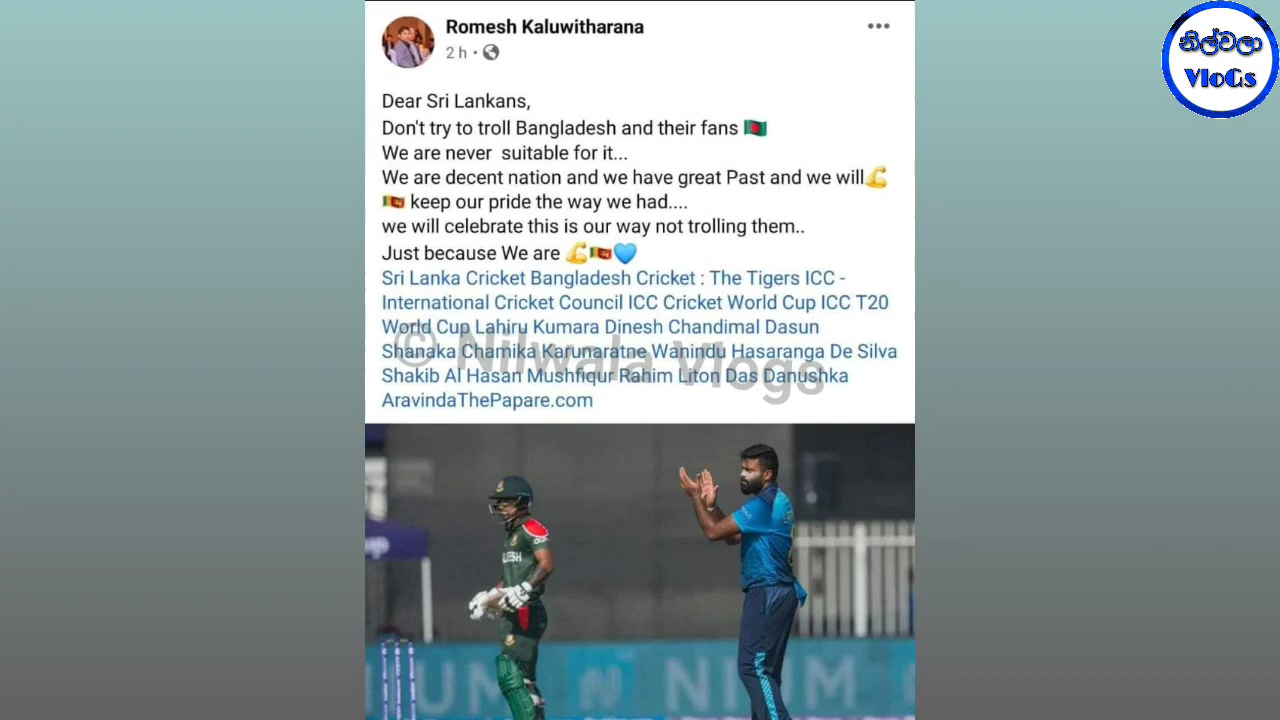 Romesh Kaluwitharana
2 h
Dear Sri Lankans,
Don't try to troll Bangladesh and their fans 🇧🇩
We are never suitable for it...
We are decent nation and we have great Past and we will💪
🇱🇰 keep our pride the way we had....
we will celebrate this is our way not trolling them..
Just because We are 💪🇱🇰💙
Sri Lanka Cricket Bangladesh Cricket : The Tigers ICC -
International Cricket Council ICC Cricket World Cup ICC T20
World Cup Lahiru Kumara Dinesh Chandimal Dasun
Shanaka Chamika Karunaratne Wanindu Hasaranga De Silva
Shakib Al Hasan Mushfiqur Rahim Liton Das Danushka
AravindaThePapare.com
© Nilwala Vlogs
නිල්වලා
VloGs